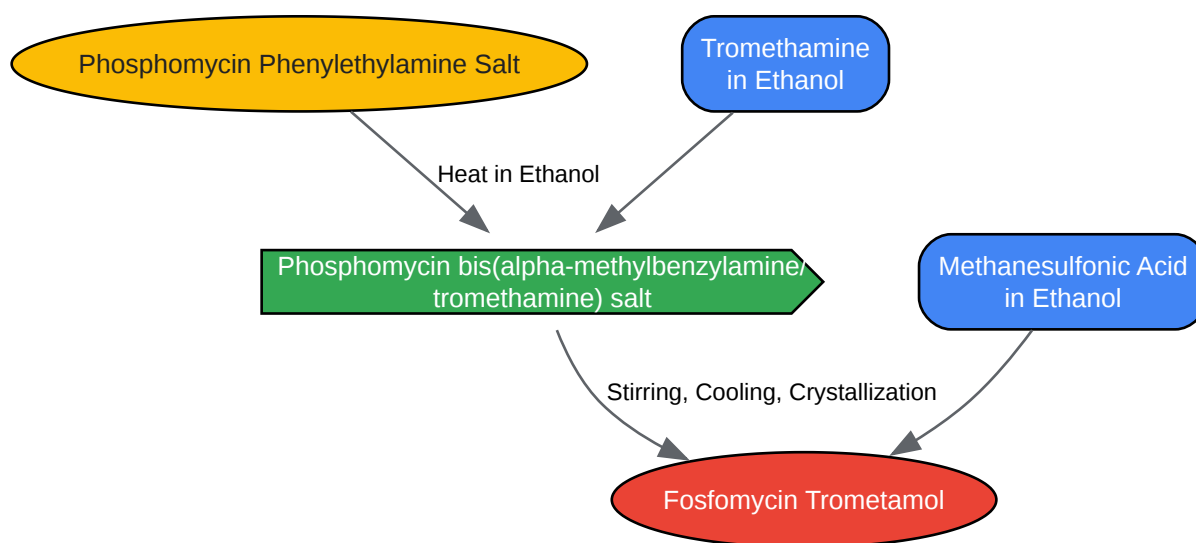 Phosphomycin Phenylethylamine Salt
Tromethamine
in Ethanol
Heat in Ethanol
Phosphomycin bis(alpha-methylbenzylamine/
tromethamine) salt
Methanesulfonic Acid
in Ethanol
Stirring, Cooling, Crystallization
Fosfomycin Trometamol